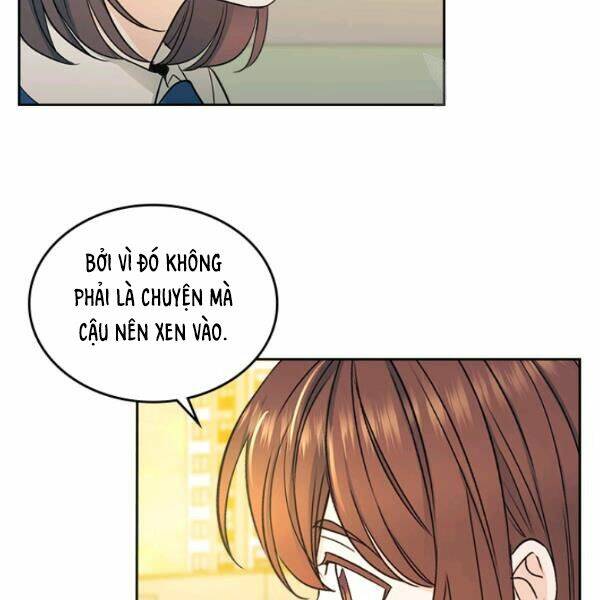 BỞI VÌ ĐÓ KHÔNG
PHẢI LÀ CHUYỆN MÀ
CẬU NÊN XEN VÀO.